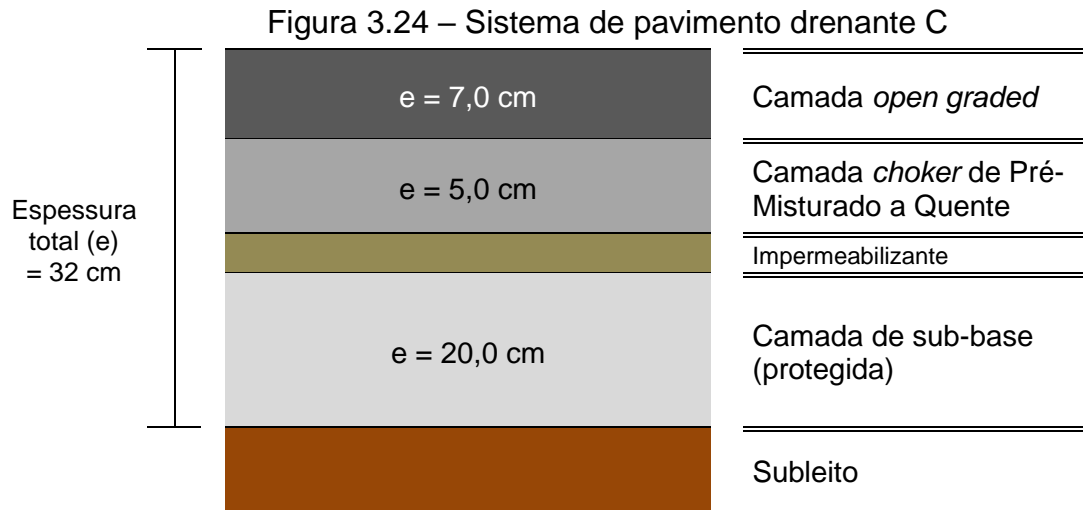 Figura 3.24 – Sistema de pavimento drenante C
Espessura
total (e)
= 32 cm
e = 7,0 cm
Camada open graded
e = 5,0 cm
Camada choker de Pré-
Misturado a Quente
Impermeabilizante
e = 20,0 cm
Camada de sub-base
(protegida)
Subleito